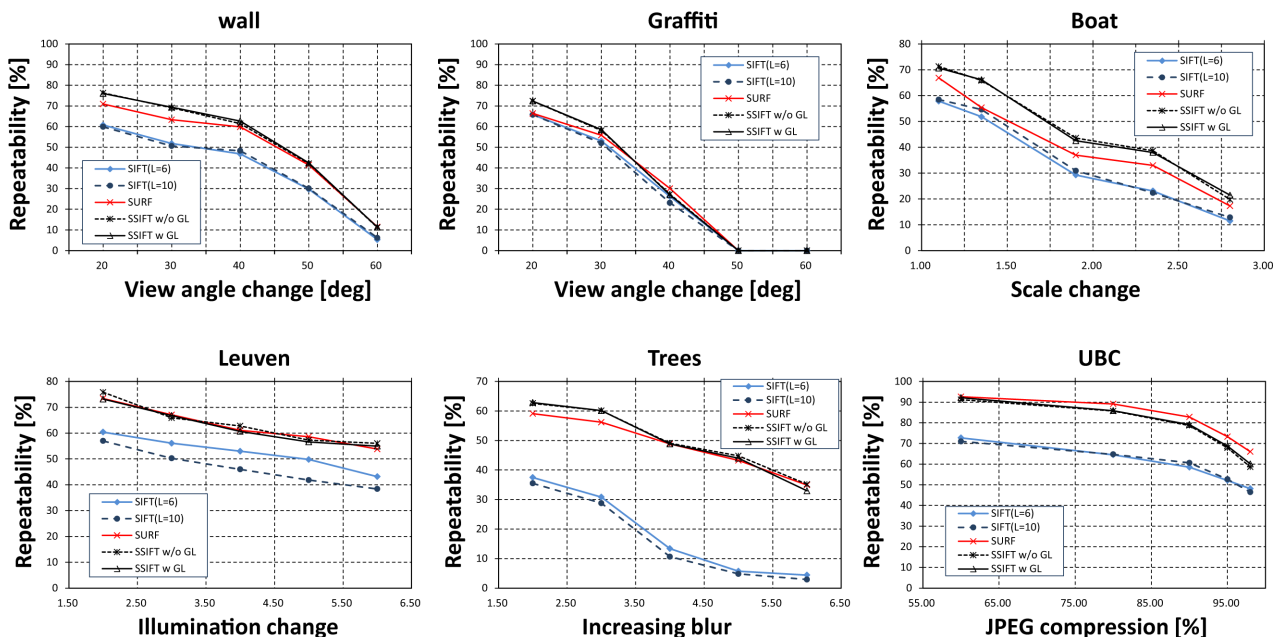 wall
Repeatability [%]
100
90
80
70
60
50
40
30
20
10
0
SIFT(L=6)
SIFT(L=10)
SURF
SSIFT w/o GL
SSIFT w GL
20 30 40 50 60
View angle change [deg]
Graffiti
Repeatability [%]
100
90
80
70
60
50
40
30
20
10
0
SIFT(L=6)
SIFT(L=10)
SURF
SSIFT w/o GL
SSIFT w GL
20 30 40 50 60
View angle change [deg]
Boat
Repeatability [%]
80
70
60
50
40
30
20
10
0
SIFT(L=6)
SIFT(L=10)
SURF
SSIFT w/o GL
SSIFT w GL
1.00 1.50 2.00 2.50 3.00
Scale change
Leuven
Repeatability [%]
80
70
60
50
40
30
20
10
0
SIFT(L=6)
SIFT(L=10)
SURF
SSIFT w/o GL
SSIFT w GL
1.50 2.50 3.50 4.50 5.50 6.50
Illumination change
Trees
Repeatability [%]
70
60
50
40
30
20
10
0
SIFT(L=6)
SIFT(L=10)
SURF
SSIFT w/o GL
SSIFT w GL
1.50 2.50 3.50 4.50 5.50 6.50
Increasing blur
UBC
Repeatability [%]
100
90
80
70
60
50
40
30
20
10
0
SIFT(L=6)
SIFT(L=10)
SURF
SSIFT w/o GL
SSIFT w GL
55.00 65.00 75.00 85.00 95.00
JPEG compression [%]